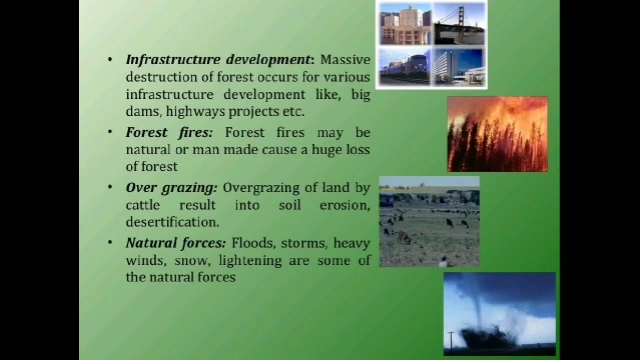 • Infrastructure development: Massive
destruction of forest occurs for various
infrastructure development like, big
dams, highways projects etc.
• Forest fires: Forest fires may be
natural or man made cause a huge loss
of forest
• Over grazing: Overgrazing of land by
cattle result into soil erosion,
desertification.
• Natural forces: Floods, storms, heavy
winds, snow, lightening are some of
the natural forces